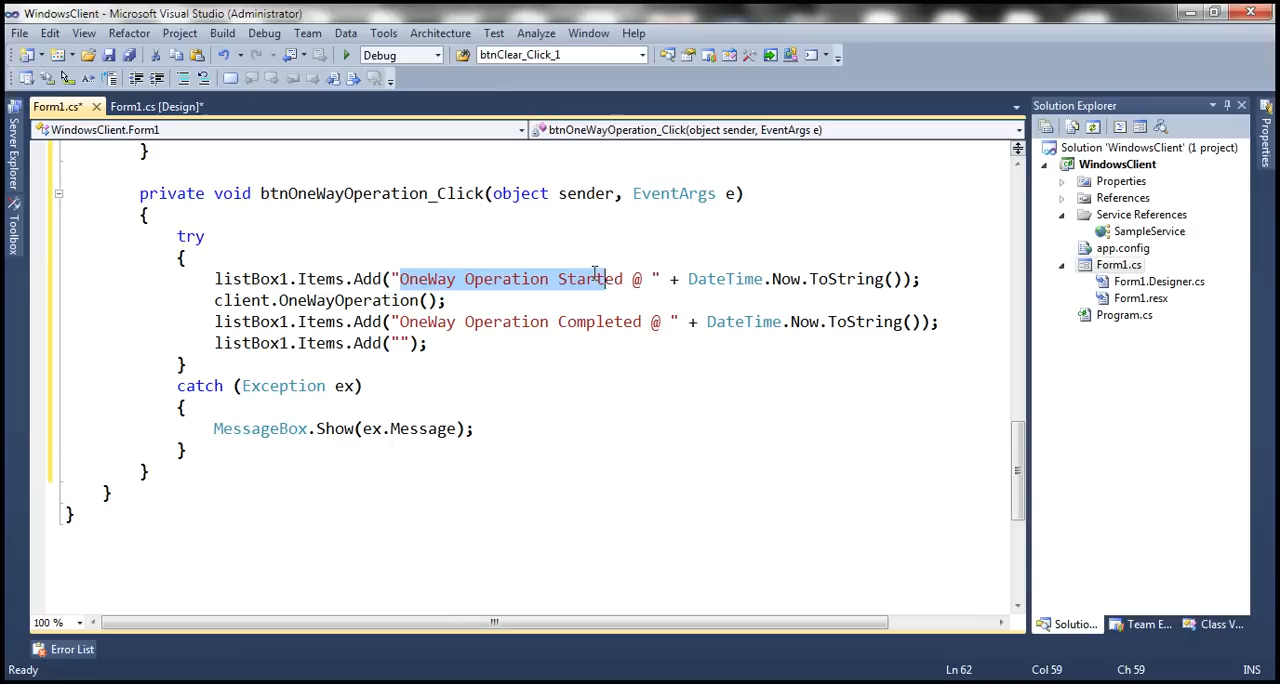 WindowsClient - Microsoft Visual Studio (Administrator)
File Edit View Refactor Project Build Debug Team Data Tools Architecture Test Analyze Window Help
Debug btnClear_Click_1
Form1.cs* Form1.cs [Design]*
WindowsClient.Form1 btnOneWayOperation_Click(object sender, EventArgs e)
}
private void btnOneWayOperation_Click(object sender, EventArgs e)
{
try
{
listBox1.Items.Add("OneWay Operation Started @ " + DateTime.Now.ToString());
client.OneWayOperation();
listBox1.Items.Add("OneWay Operation Completed @ " + DateTime.Now.ToString());
listBox1.Items.Add("");
}
catch (Exception ex)
{
MessageBox.Show(ex.Message);
}
}
}
}
100 %
Error List
Ready Ln 62 Col 59 Ch 59 INS
Server Explorer
Toolbox
Solution Explorer
Solution 'WindowsClient' (1 project)
WindowsClient
Properties
References
Service References
SampleService
app.config
Form1.cs
Form1.Designer.cs
Form1.resx
Program.cs
Solutio... Team E... Class V...
Properties